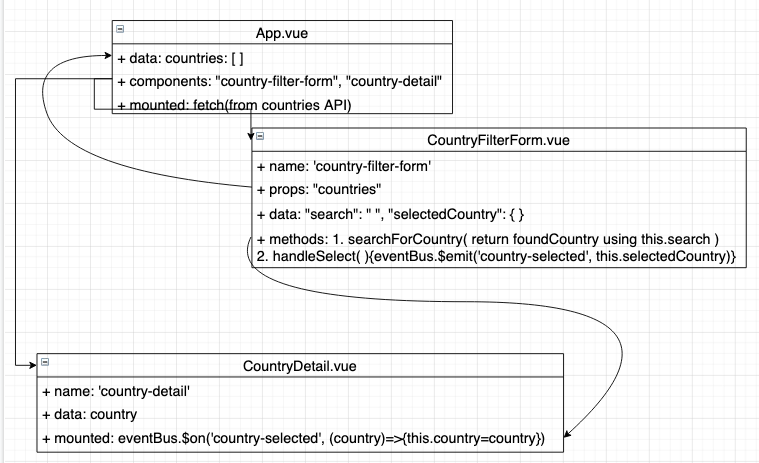 App.vue
+ data: countries: [ ]
+ components: "country-filter-form", "country-detail"
+ mounted: fetch(from countries API)
CountryFilterForm.vue
+ name: 'country-filter-form'
+ props: "countries"
+ data: "search": " ", "selectedCountry": { }
+ methods: 1. searchForCountry( return foundCountry using this.search )
2. handleSelect( ){eventBus.$emit('country-selected', this.selectedCountry)}
CountryDetail.vue
+ name: 'country-detail'
+ data: country
+ mounted: eventBus.$on('country-selected', (country)=>{this.country=country})